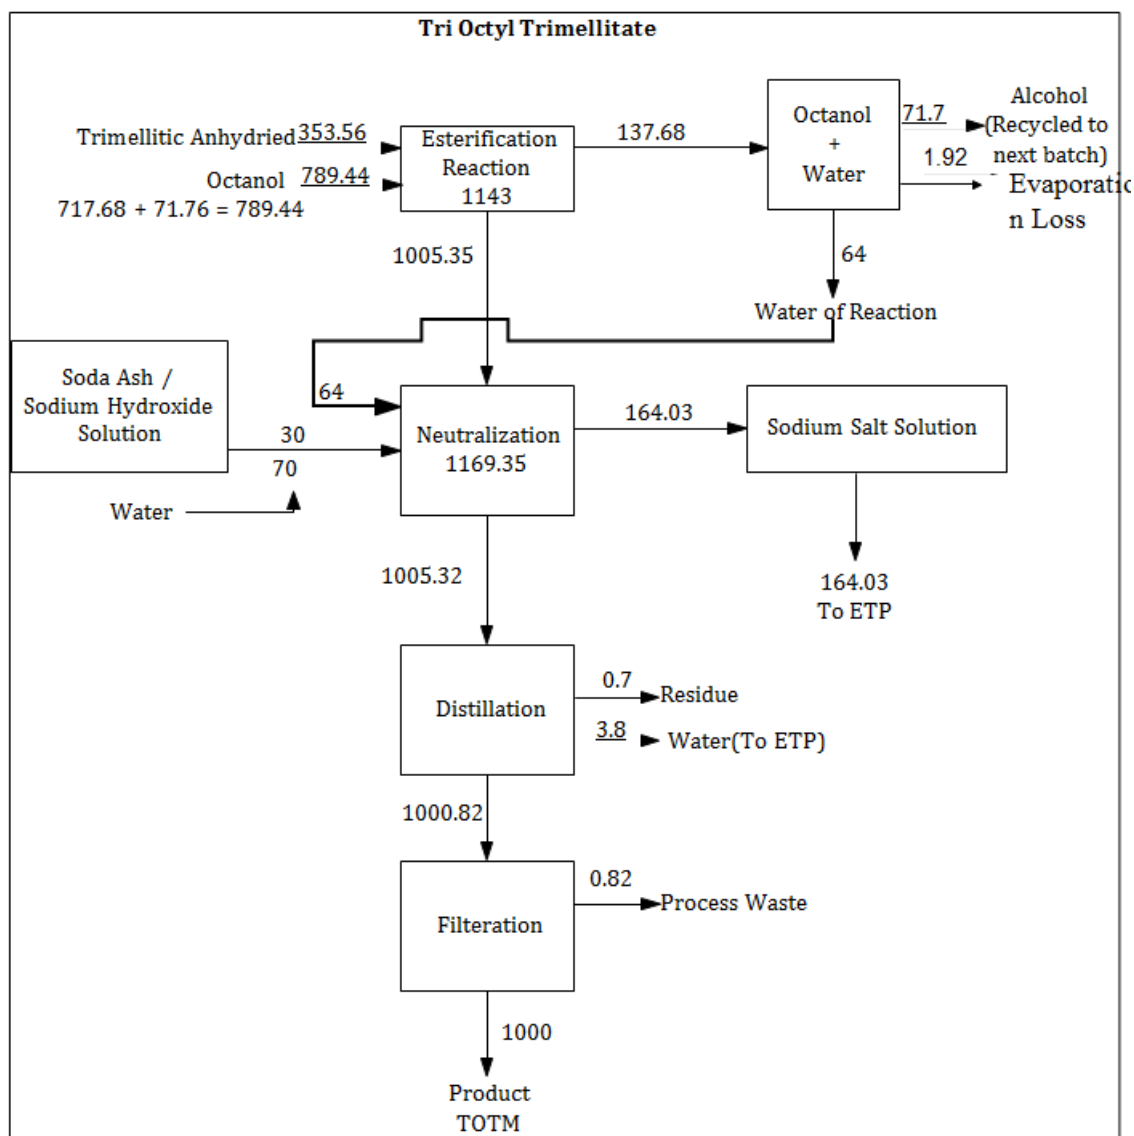 Tri Octyl Trimellitate
Trimellitic Anhydried 353.56
Octanol 789.44
717.68 + 71.76 = 789.44
Esterification
Reaction
1143
137.68
Octanol
+
Water
71.7
Alcohol
(Recycled to
next batch)
1.92
Evaporatio
n Loss
1005.35
64
Water of Reaction
Soda Ash /
Sodium Hydroxide
Solution
64
30
70
Water
Neutralization
1169.35
164.03
Sodium Salt Solution
164.03
To ETP
1005.32
Distillation
0.7
Residue
3.8
Water(To ETP)
1000.82
Filteration
0.82
Process Waste
1000
Product
TOTM